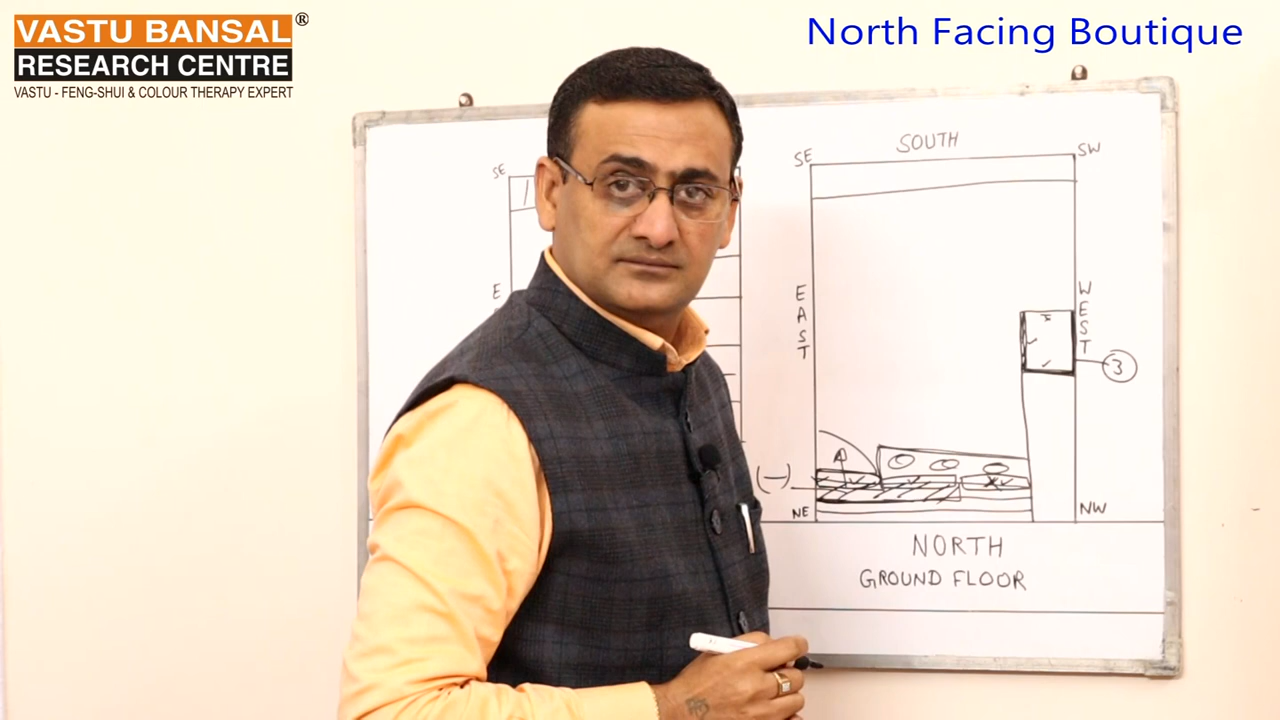 VASTU BANSAL®
RESEARCH CENTRE
VASTU - FENG-SHUI & COLOUR THERAPY EXPERT
North Facing Boutique
SE
E
SE
SOUTH
SW
EAST
WEST
3
(-)
NE
NW
NORTH
GROUND FLOOR